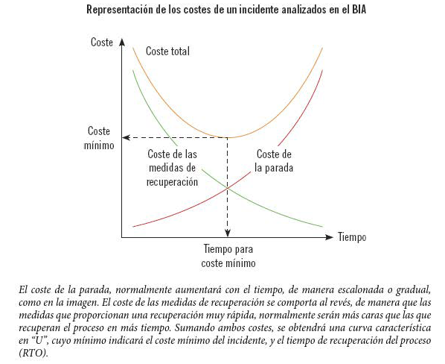 Representación de los costes de un incidente analizados en el BIA
Coste
Coste total
Coste
mínimo
Coste de las
medidas de
recuperación
Coste de
la parada
Tiempo
Tiempo para
coste mínimo
El coste de la parada, normalmente aumentará con el tiempo, de manera escalonada o gradual,
como en la imagen. El coste de las medidas de recuperación se comporta al revés, de manera que las
medidas que proporcionan una recuperación muy rápida, normalmente serán más caras que las que
recuperan el proceso en más tiempo. Sumando ambos costes, se obtendrá una curva característica
en “U”, cuyo mínimo indicará el coste mínimo del incidente, y el tiempo de recuperación del proceso
(RTO).